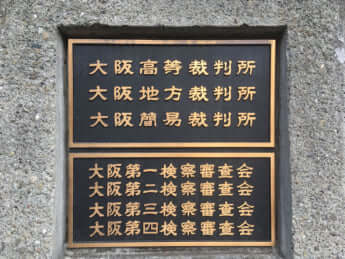 大阪高等裁判所
大阪地方裁判所
大阪簡易裁判所
大阪第一検察審査会
大阪第二検察審査会
大阪第三検察審査会
大阪第四検察審査会